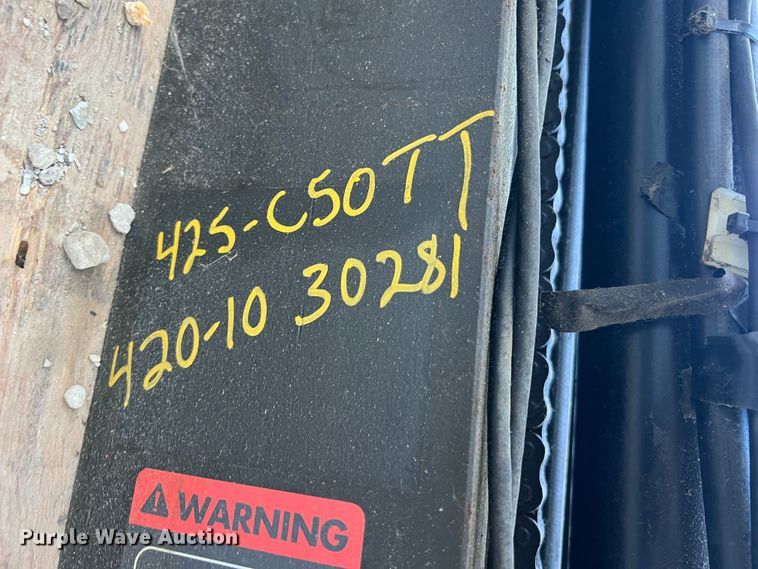 425-C50TT
420-10 30281
WARNING
Purple Wave Auction